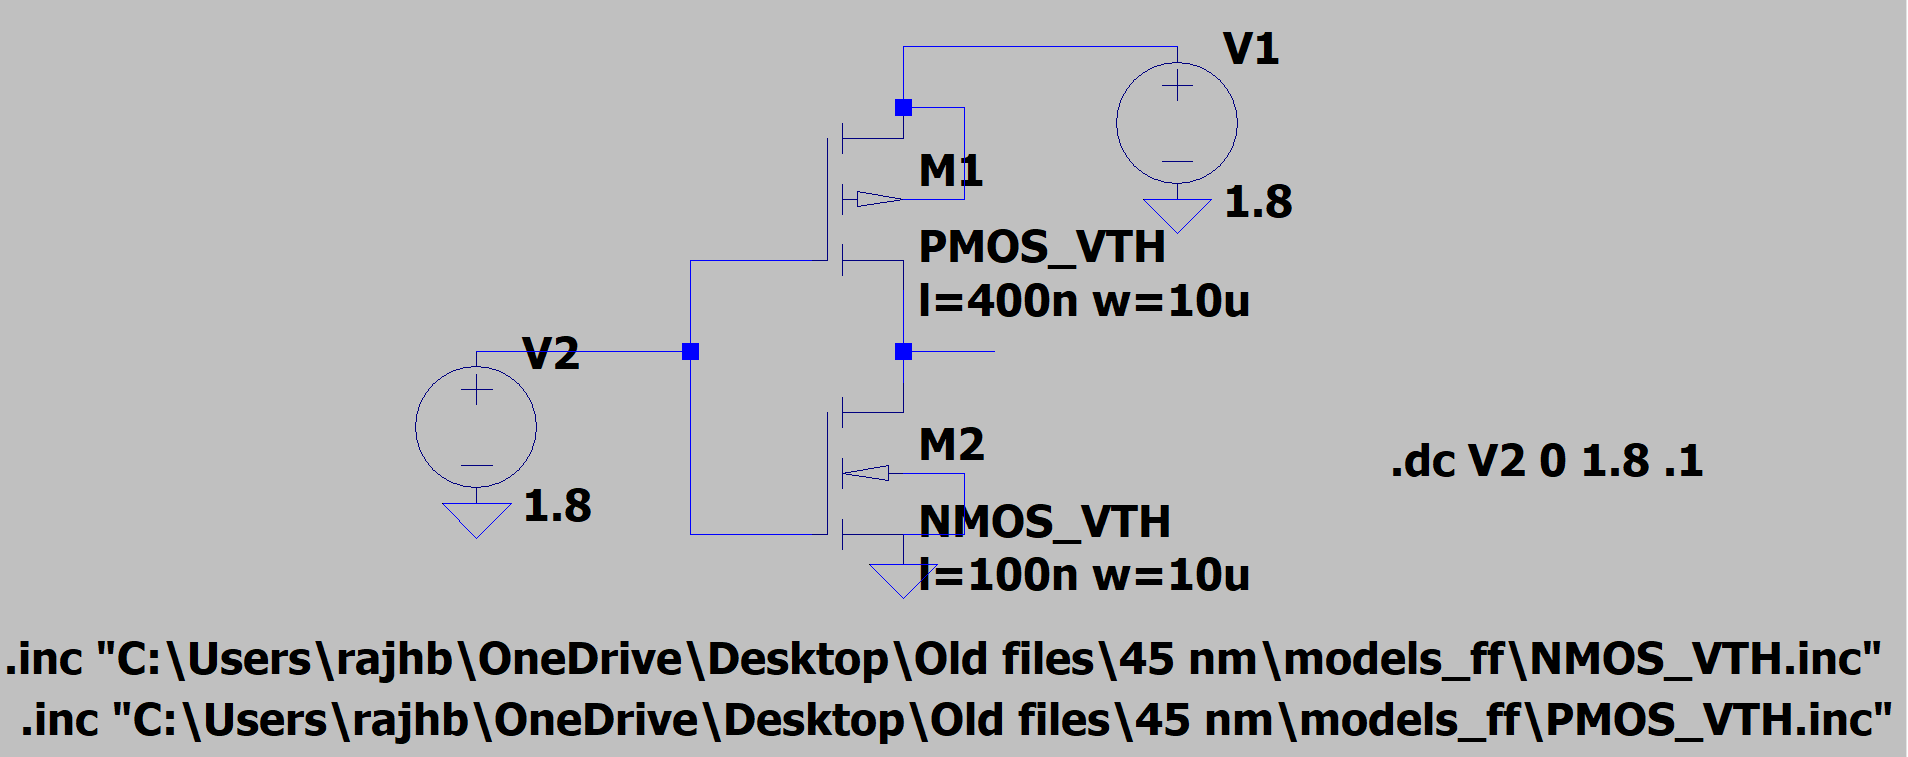 V1
M1
1.8
PMOS_VTH
l=400n w=10u
V2
M2
.dc V2 0 1.8 .1
1.8
NMOS_VTH
l=100n w=10u
.inc "C:\Users\rajhb\OneDrive\Desktop\Old files\45 nm\models_ff\NMOS_VTH.inc"
.inc "C:\Users\rajhb\OneDrive\Desktop\Old files\45 nm\models_ff\PMOS_VTH.inc"